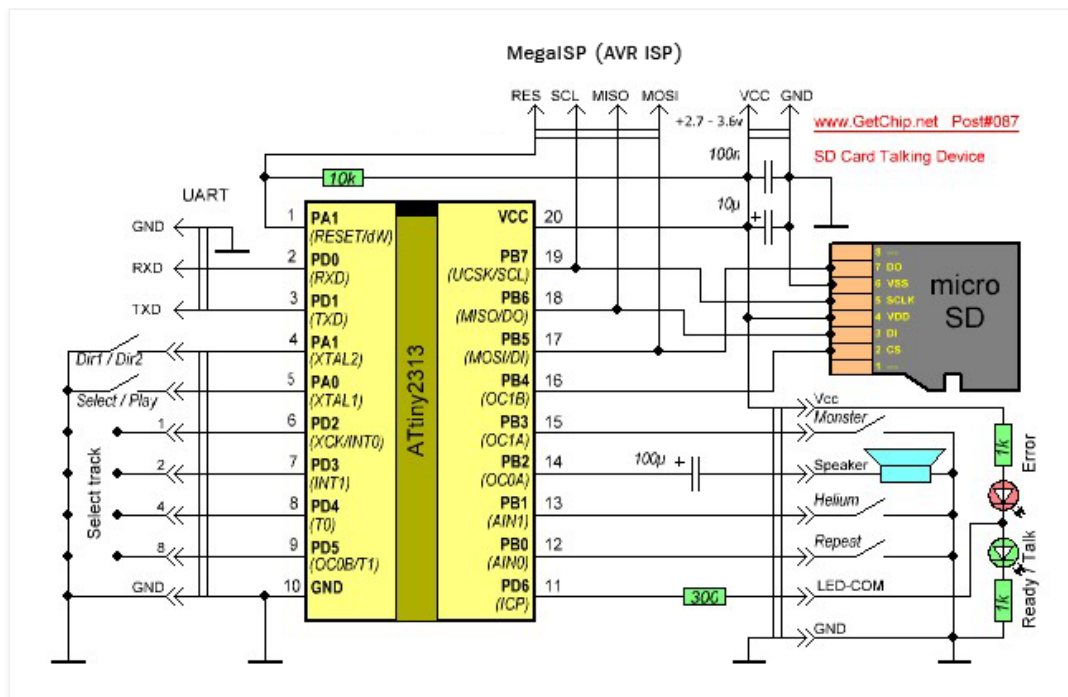 MegaISP (AVR ISP)
RES SCL MISO MOSI VCC GND
+2.7 - 3.6v
www.GetChip.net Post#087
SD Card Talking Device
100n
10k
10µ
UART
GND
RXD
TXD
Dir1 / Dir2
Select / Play
Select track
1
2
4
8
GND
1 PA1
(RESET/dW)
2 PD0
(RXD)
3 PD1
(TXD)
4 PA1
(XTAL2)
5 PA0
(XTAL1)
6 PD2
(XCK/INT0)
7 PD3
(INT1)
8 PD4
(T0)
9 PD5
(OC0B/T1)
10 GND
ATtiny2313
VCC 20
PB7 19
(UCSK/SCL)
PB6 18
(MISO/DO)
PB5 17
(MOSI/DI)
PB4 16
(OC1B)
PB3 15
(OC1A)
PB2 14
(OC0A)
PB1 13
(AIN1)
PB0 12
(AIN0)
PD6 11
(ICP)
100µ +
+
300
8 ---
7 DO
6 VSS
5 SCLK
4 VDD
3 DI
2 CS
1 ---
micro
SD
Vcc
Monster
Speaker
Helium
Repeat
LED-COM
GND
1k
Error
1k
Ready / Talk